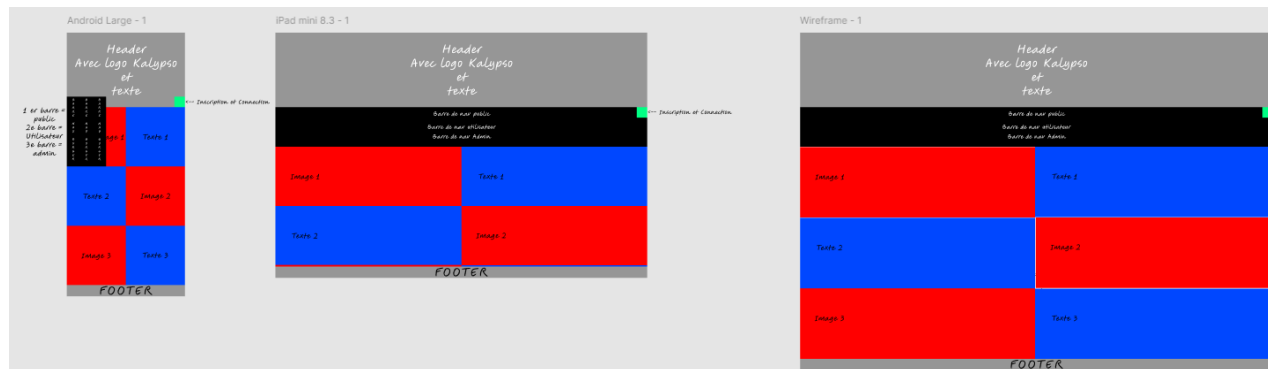 Android Large - 1
Header
Avec logo Kalypso
et
texte
<-- Inscription et Connection
1 er barre =
public
2e barre =
Utilisateur
3e barre =
admin
Texte 1
Texte 2
Image 2
Image 3
Texte 3
FOOTER
iPad mini 8.3 - 1
Header
Avec logo Kalypso
et
texte
Barre de nav public
<-- Inscription et Connection
Barre de nav utilisateur
Barre de nav Admin
Image 1
Texte 1
Texte 2
Image 2
FOOTER
Wireframe - 1
Header
Avec logo Kalypso
et
texte
Barre de nav public
Barre de nav utilisateur
Barre de nav Admin
Image 1
Texte 1
Texte 2
Image 2
Image 3
Texte 3
FOOTER